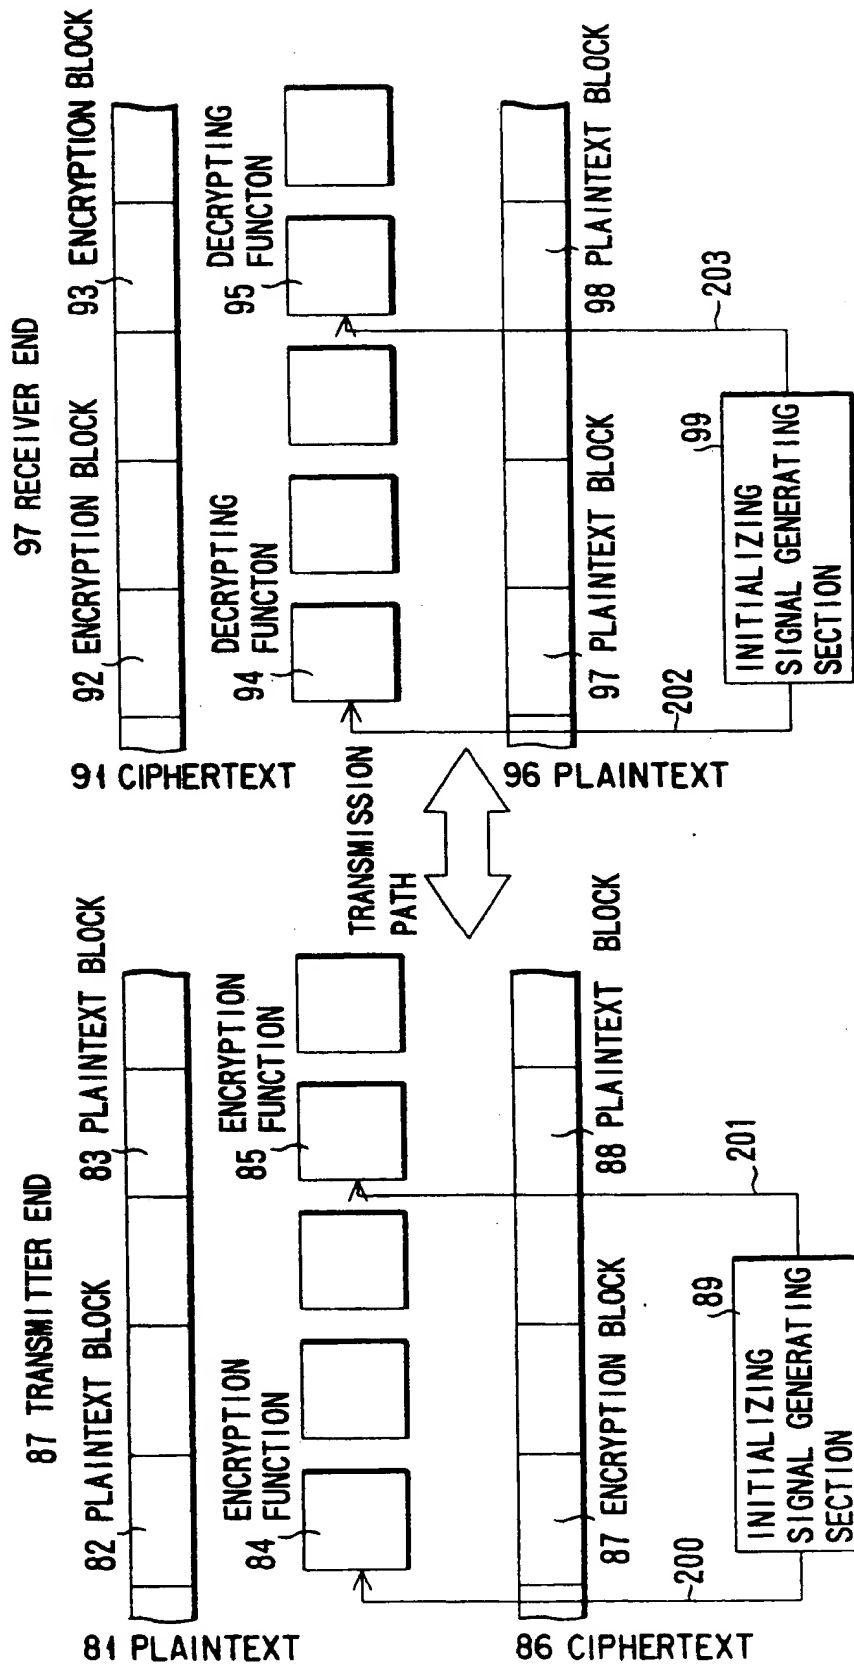 87 TRANSMITTER END
82 PLAINTEXT BLOCK
83 PLAINTEXT BLOCK
81 PLAINTEXT
ENCRYPTION
FUNCTION
84
ENCRYPTION
FUNCTION
85
86 CIPHERTEXT
87 ENCRYPTION BLOCK
88 PLAINTEXT BLOCK
200
201
89
INITIALIZING
SIGNAL GENERATING
SECTION
TRANSMISSION
PATH
97 RECEIVER END
92 ENCRYPTION BLOCK
93 ENCRYPTION BLOCK
91 CIPHERTEXT
DECRYPTING
FUNCTON
94
DECRYPTING
FUNCTON
95
96 PLAINTEXT
97 PLAINTEXT BLOCK
98 PLAINTEXT BLOCK
202
203
99
INITIALIZING
SIGNAL GENERATING
SECTION